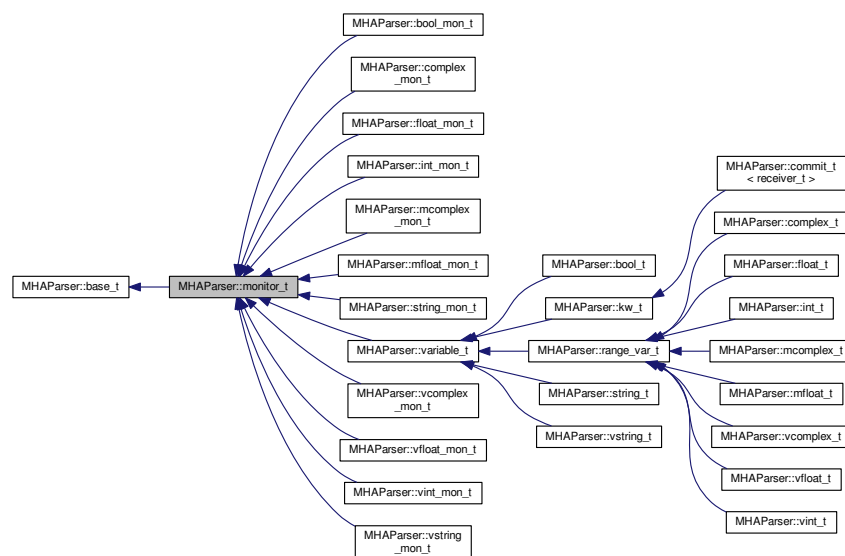 MHAParser::bool_mon_t
MHAParser::complex
_mon_t
MHAParser::float_mon_t
MHAParser::int_mon_t
MHAParser::mcomplex
_mon_t
MHAParser::mfloat_mon_t
MHAParser::string_mon_t
MHAParser::base_t
MHAParser::monitor_t
MHAParser::variable_t
MHAParser::vcomplex
_mon_t
MHAParser::vfloat_mon_t
MHAParser::vint_mon_t
MHAParser::vstring
_mon_t
MHAParser::bool_t
MHAParser::kw_t
MHAParser::range_var_t
MHAParser::string_t
MHAParser::vstring_t
MHAParser::commit_t
< receiver_t >
MHAParser::complex_t
MHAParser::float_t
MHAParser::int_t
MHAParser::mcomplex_t
MHAParser::mfloat_t
MHAParser::vcomplex_t
MHAParser::vfloat_t
MHAParser::vint_t